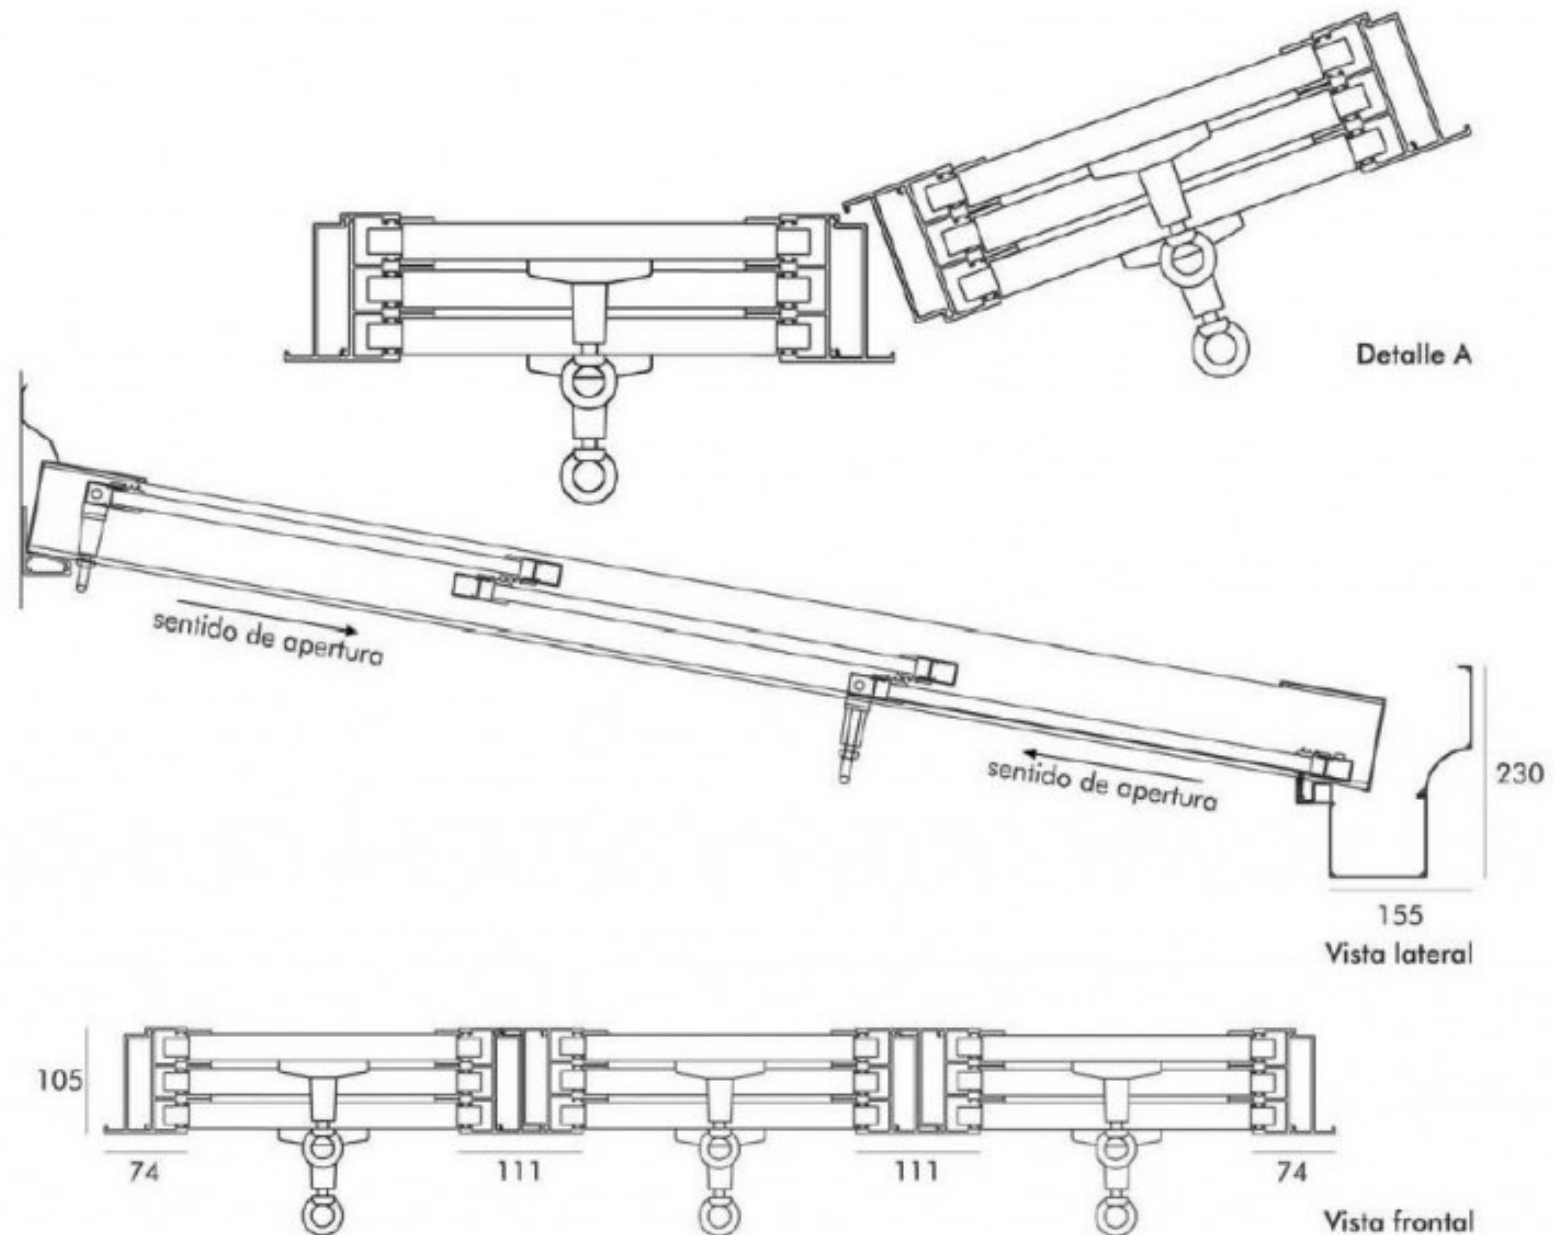 Detalle A
sentido de apertura
sentido de apertura
230
155
Vista lateral
105
74
111
111
74
Vista frontal